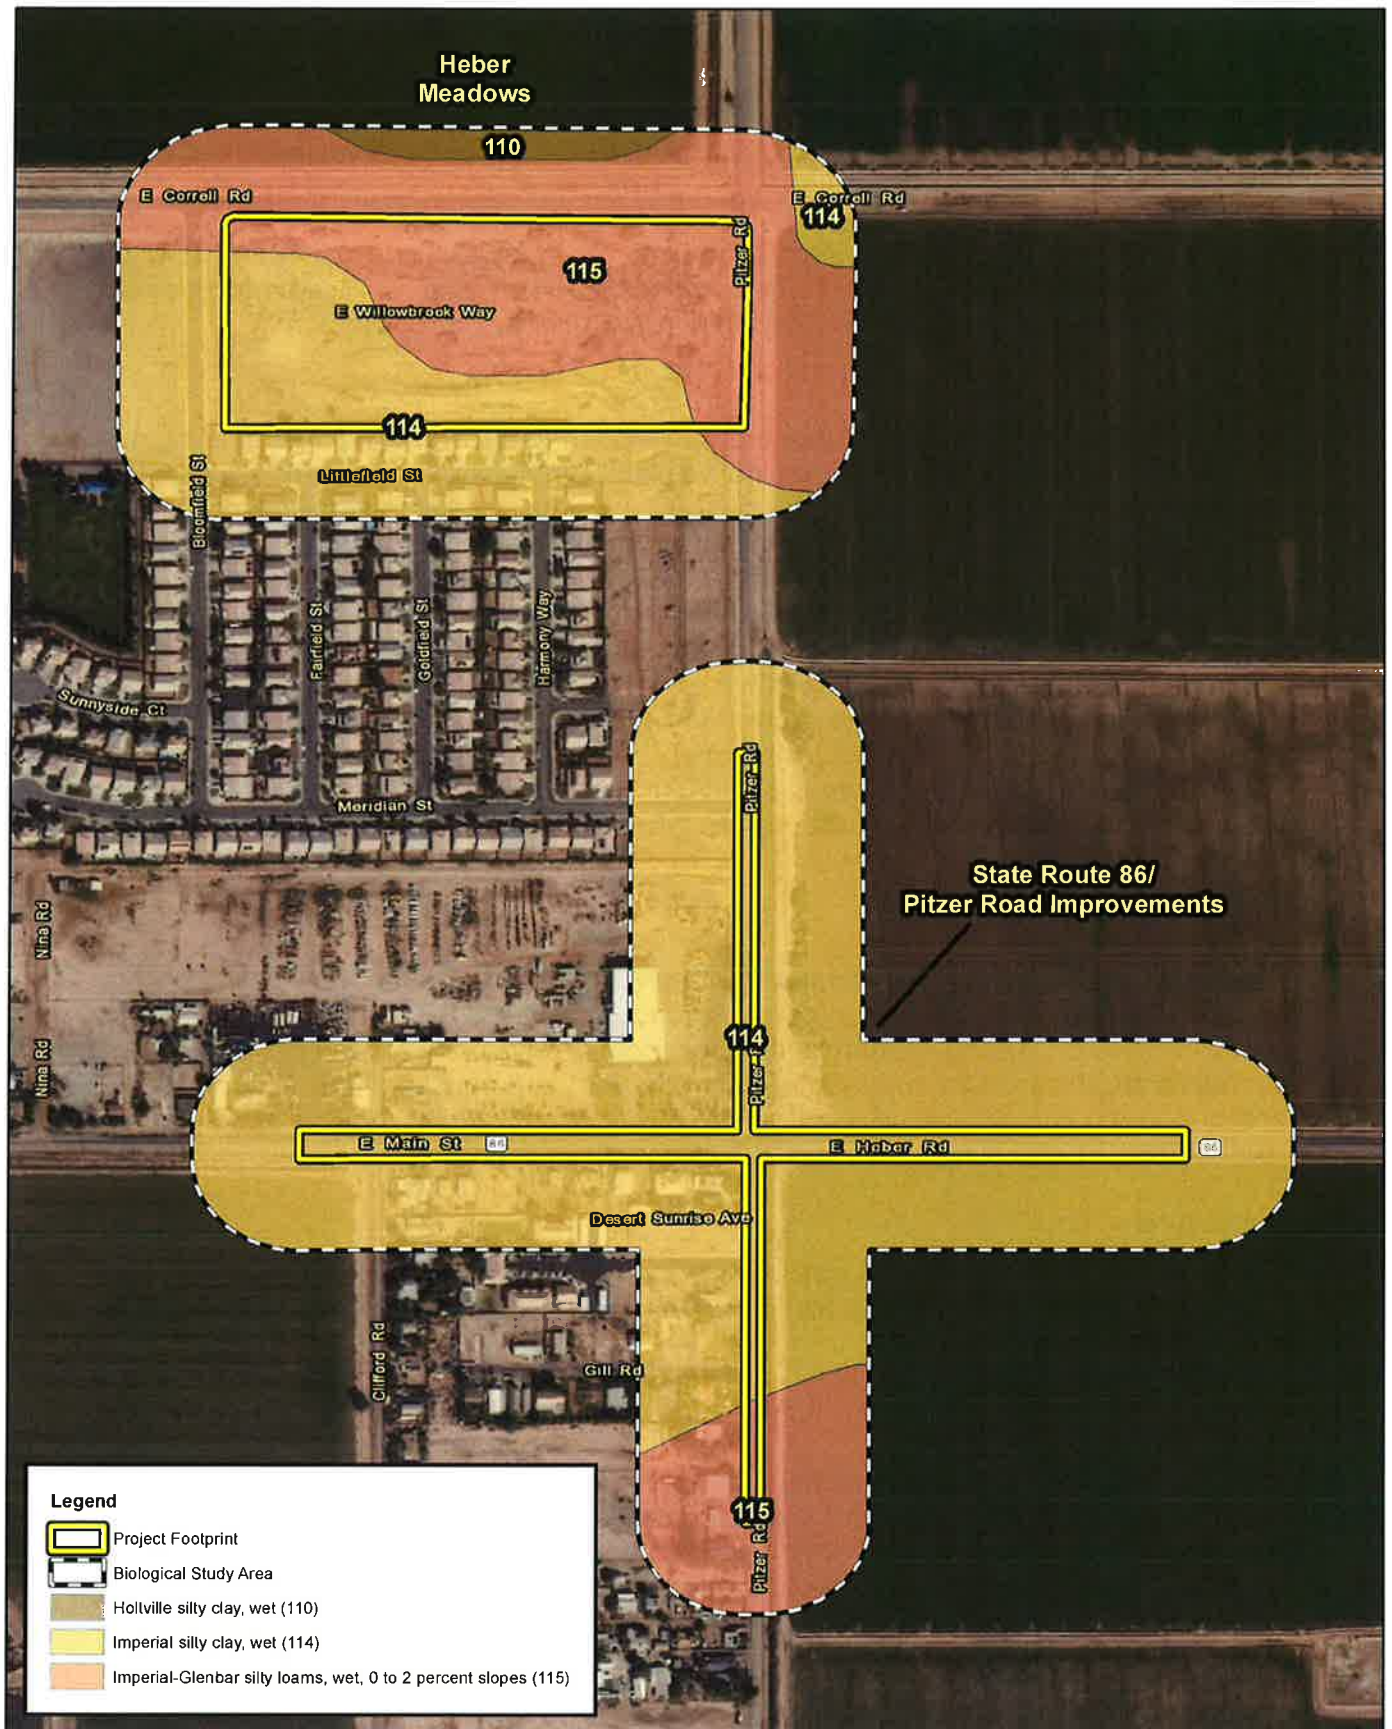 Heber
Meadows
110
E Correll Rd
E Correll Rd
114
Pitzer Rd
115
E Willowbrook Way
114
Littlefield St
Bloomfield St
Fairfield St
Goldfield St
Harmony Way
Sunnyside Ct
Pitzer Rd
Meridian St
State Route 86/
Pitzer Road Improvements
Nina Rd
Nina Rd
114
Pitzer R
E Main St 86
E Heber Rd 86
Desert Sunrise Ave
Clifford Rd
Gill Rd
115
Pitzer Rd
Legend
Project Footprint
Biological Study Area
Holtville silty clay, wet (110)
Imperial silty clay, wet (114)
Imperial-Glenbar silty loams, wet, 0 to 2 percent slopes (115)